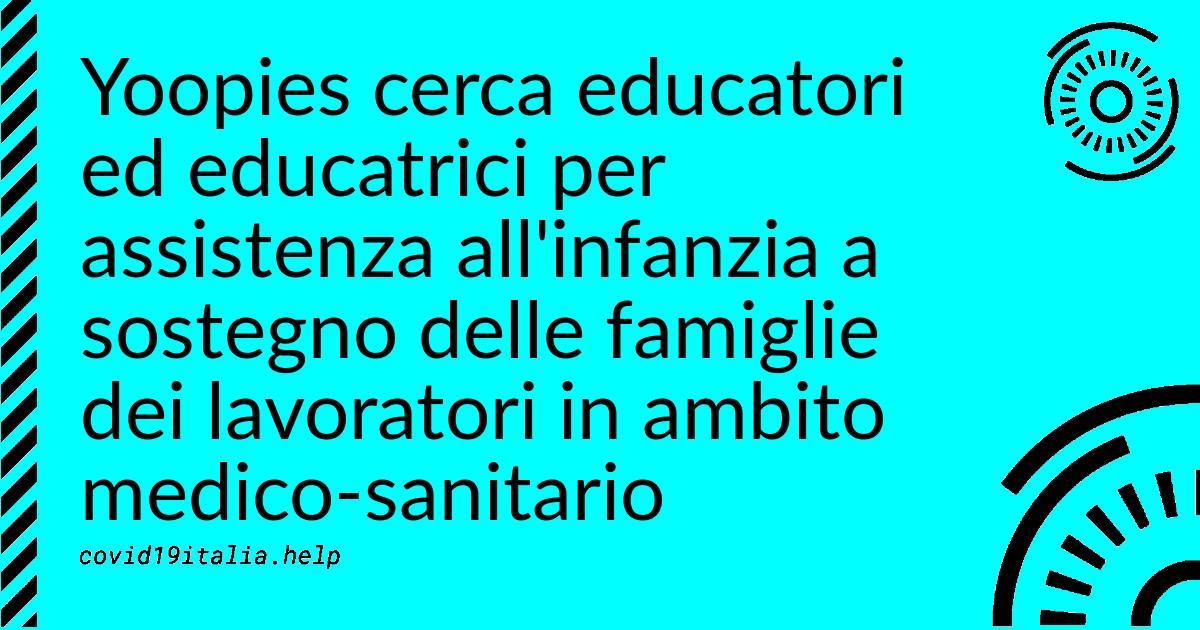 Yoopies cerca educatori
ed educatrici per
assistenza all'infanzia a
sostegno delle famiglie
dei lavoratori in ambito
medico-sanitario
covid19italia.help